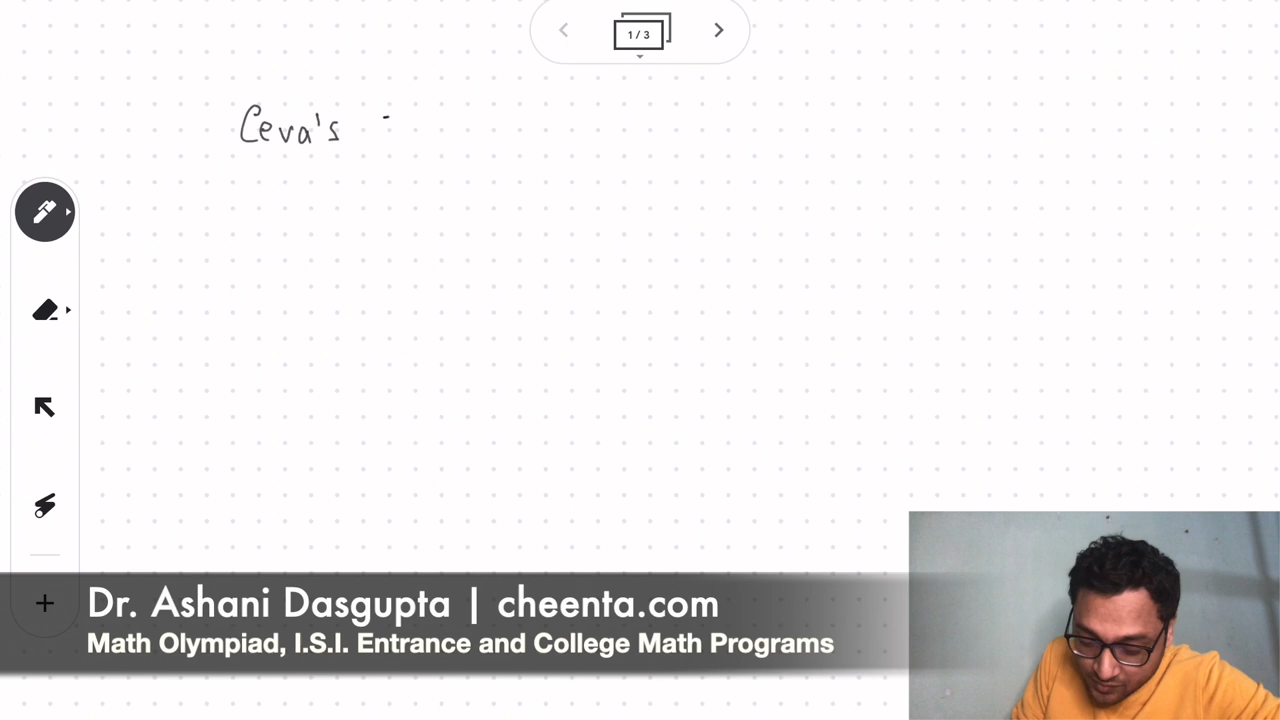 1 / 3
Ceva's
Dr. Ashani Dasgupta | cheenta.com
Math Olympiad, I.S.I. Entrance and College Math Programs